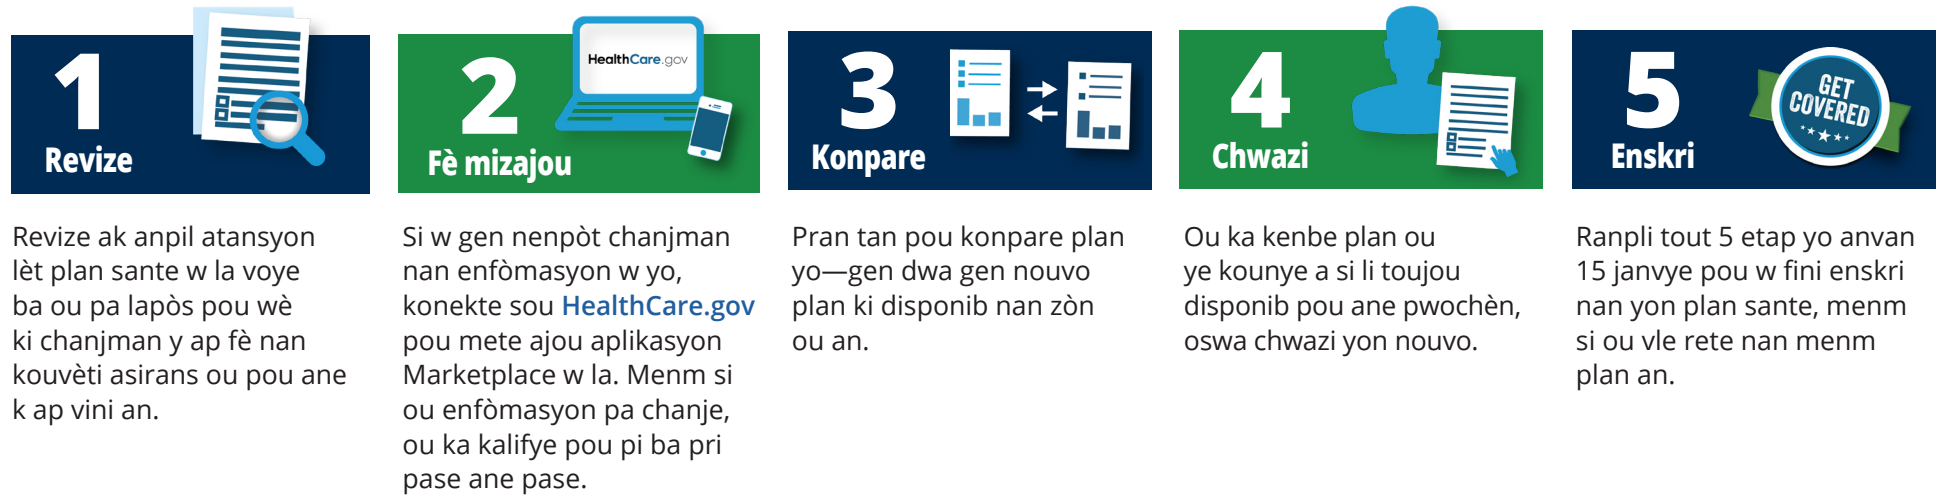 1
Revize
Revize ak anpil atansyon
lèt plan sante w la voye
ba ou pa lapòs pou wè
ki chanjman y ap fè nan
kouvèti asirans ou pou ane
k ap vini an.
HealthCare.gov
2
Fè mizajou
Si w gen nenpòt chanjman
nan enfòmasyon w yo,
konekte sou HealthCare.gov
pou mete ajou aplikasyon
Marketplace w la. Menm si
ou enfòmasyon pa chanje,
ou ka kalifye pou pi ba pri
pase ane pase.
3
Konpare
Pran tan pou konpare plan
yo—gen dwa gen nouvo
plan ki disponib nan zòn
ou an.
4
Chwazi
Ou ka kenbe plan ou
ye kounye a si li toujou
disponib pou ane pwochèn,
oswa chwazi yon nouvo.
5
Enskri
GET
COVERED
Ranpli tout 5 etap yo anvan
15 janvye pou w fini enskri
nan yon plan sante, menm
si ou vle rete nan menm
plan an.